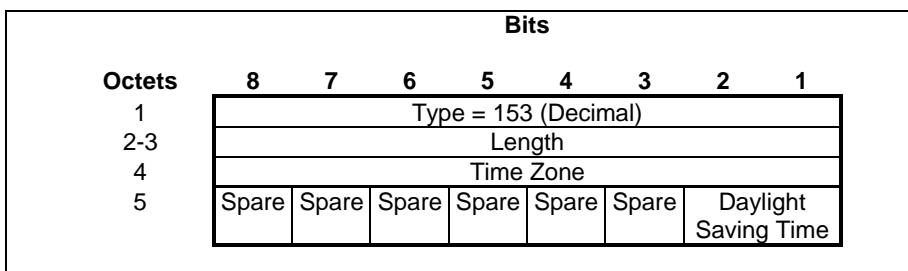 Bits
Octets 8 7 6 5 4 3 2 1
1 Type = 153 (Decimal)
2-3 Length
4 Time Zone
5 Spare Spare Spare Spare Spare Spare Daylight
Saving Time